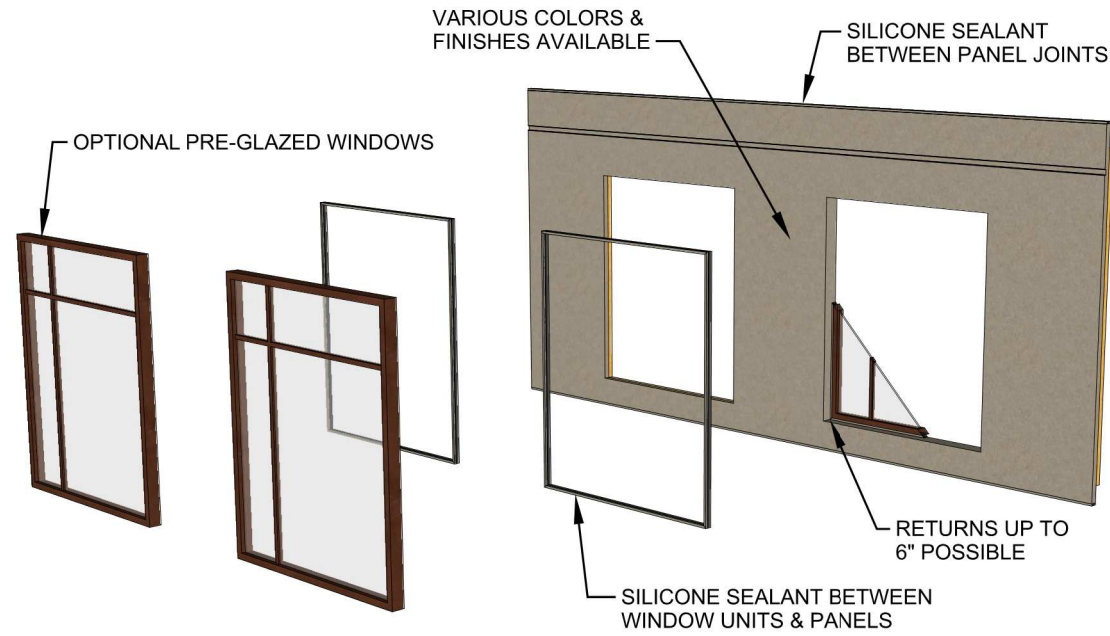 VARIOUS COLORS &
FINISHES AVAILABLE
SILICONE SEALANT
BETWEEN PANEL JOINTS
OPTIONAL PRE-GLAZED WINDOWS
RETURNS UP TO
6" POSSIBLE
SILICONE SEALANT BETWEEN
WINDOW UNITS & PANELS